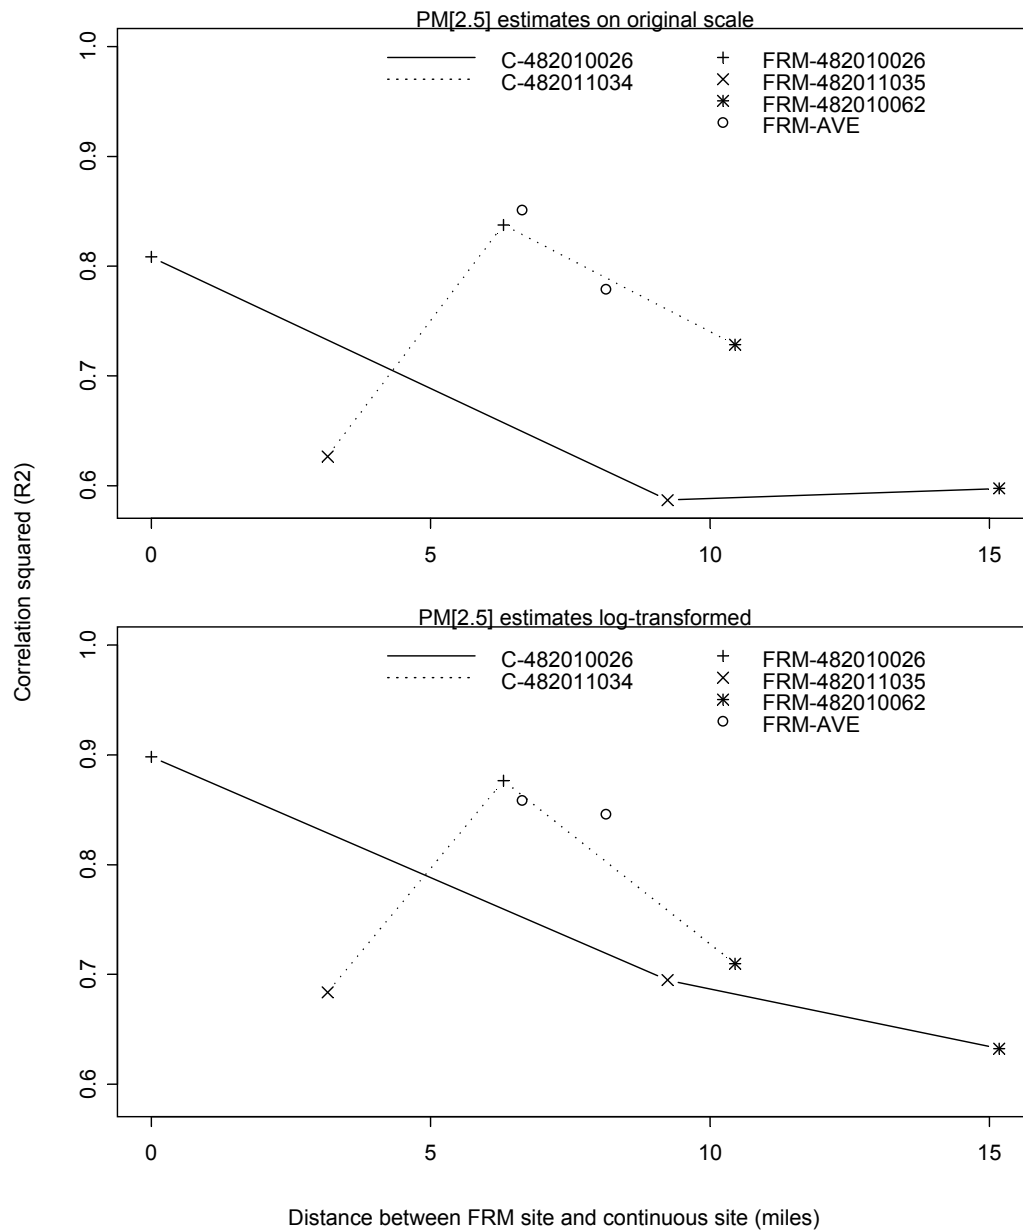 PM[2.5] estimates on original scale
C-482010026
C-482011034
FRM-482010026
FRM-482011035
FRM-482010062
FRM-AVE
1.0
0.9
0.8
0.7
0.6
0 5 10 15
Correlation squared (R2)
PM[2.5] estimates log-transformed
C-482010026
C-482011034
FRM-482010026
FRM-482011035
FRM-482010062
FRM-AVE
1.0
0.9
0.8
0.7
0.6
0 5 10 15
Distance between FRM site and continuous site (miles)